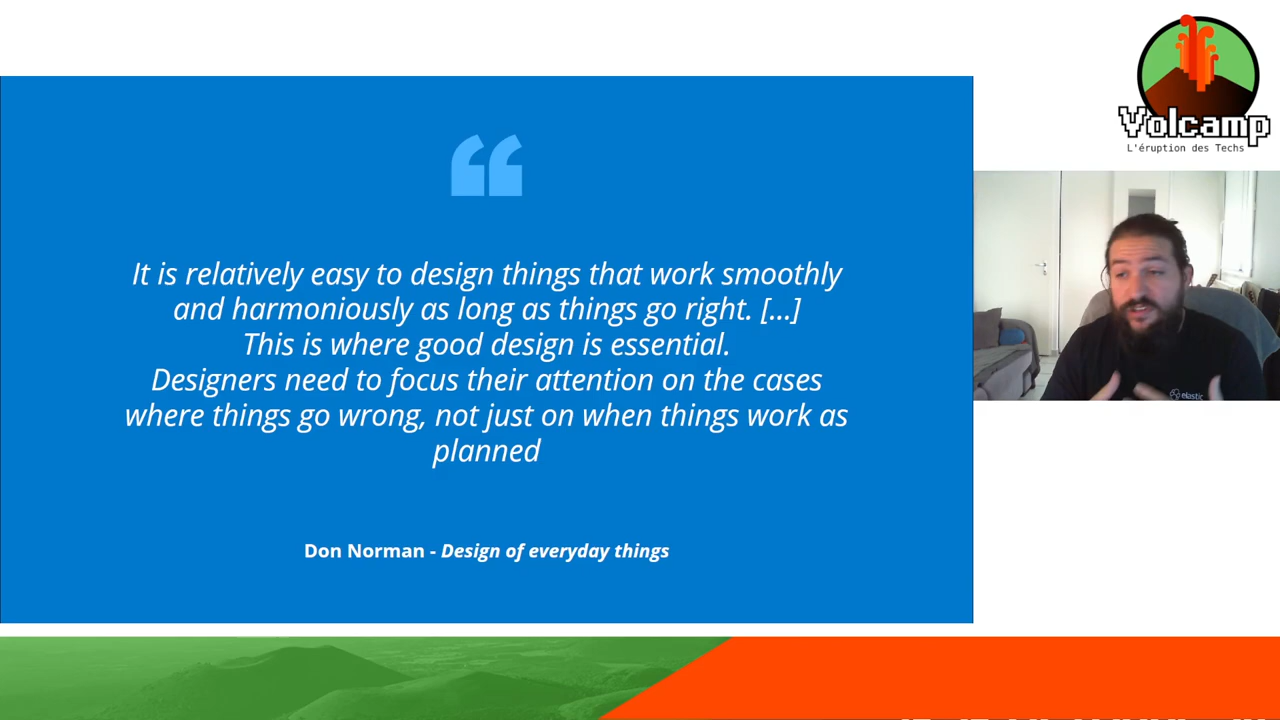 Volcamp
L'éruption des Techs
It is relatively easy to design things that work smoothly
and harmoniously as long as things go right. [...]
This is where good design is essential.
Designers need to focus their attention on the cases
where things go wrong, not just on when things work as
planned
Don Norman - Design of everyday things
elastic